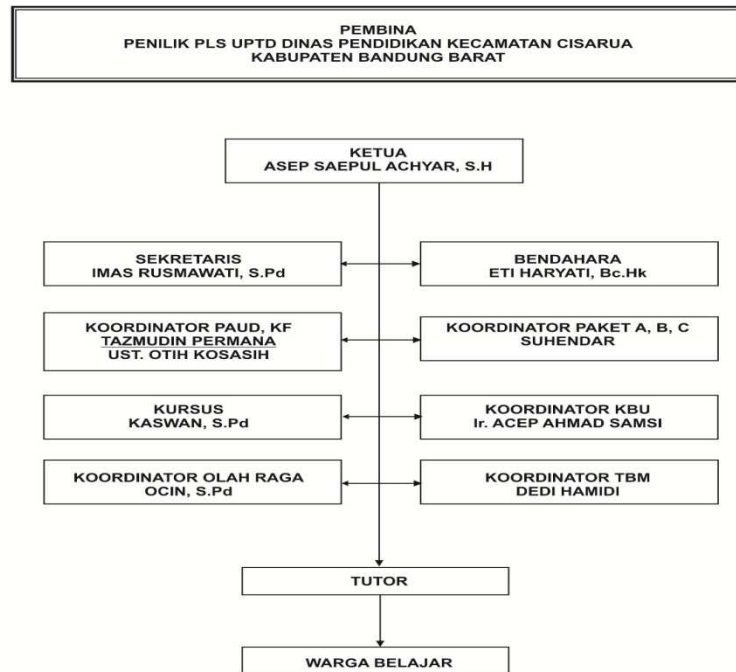 PEMBINA
PENILIK PLS UPTD DINAS PENDIDIKAN KECAMATAN CISARUA
KABUPATEN BANDUNG BARAT
KETUA
ASEP SAEPUL ACHYAR, S.H
SEKRETARIS
IMAS RUSMAWATI, S.Pd
BENDAHARA
ETI HARYATI, Bc.Hk
KOORDINATOR PAUD, KF
TAZMUDIN PERMANA
UST. OTIH KOSASIH
KOORDINATOR PAKET A, B, C
SUHENDAR
KURSUS
KASWAN, S.Pd
KOORDINATOR KBU
Ir. ACEP AHMAD SAMSI
KOORDINATOR OLAH RAGA
OCIN, S.Pd
KOORDINATOR TBM
DEDI HAMIDI
TUTOR
WARGA BELAJAR